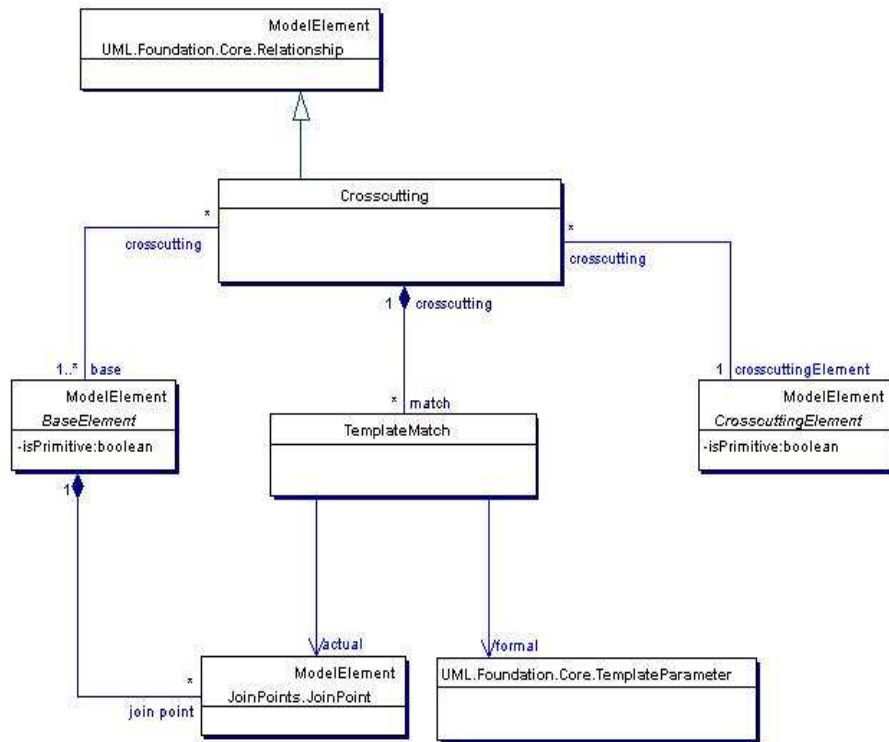 ModelElement
UML.Foundation.Core.Relationship
Crosscutting
*
crosscutting
*
crosscutting
1
crosscutting
1..* base
*
match
1 crosscuttingElement
ModelElement
BaseElement
-isPrimitive:boolean
TemplateMatch
ModelElement
CrosscuttingElement
-isPrimitive:boolean
1
/actual
/formal
*
join point
ModelElement
JoinPoints.JoinPoint
UML.Foundation.Core.TemplateParameter